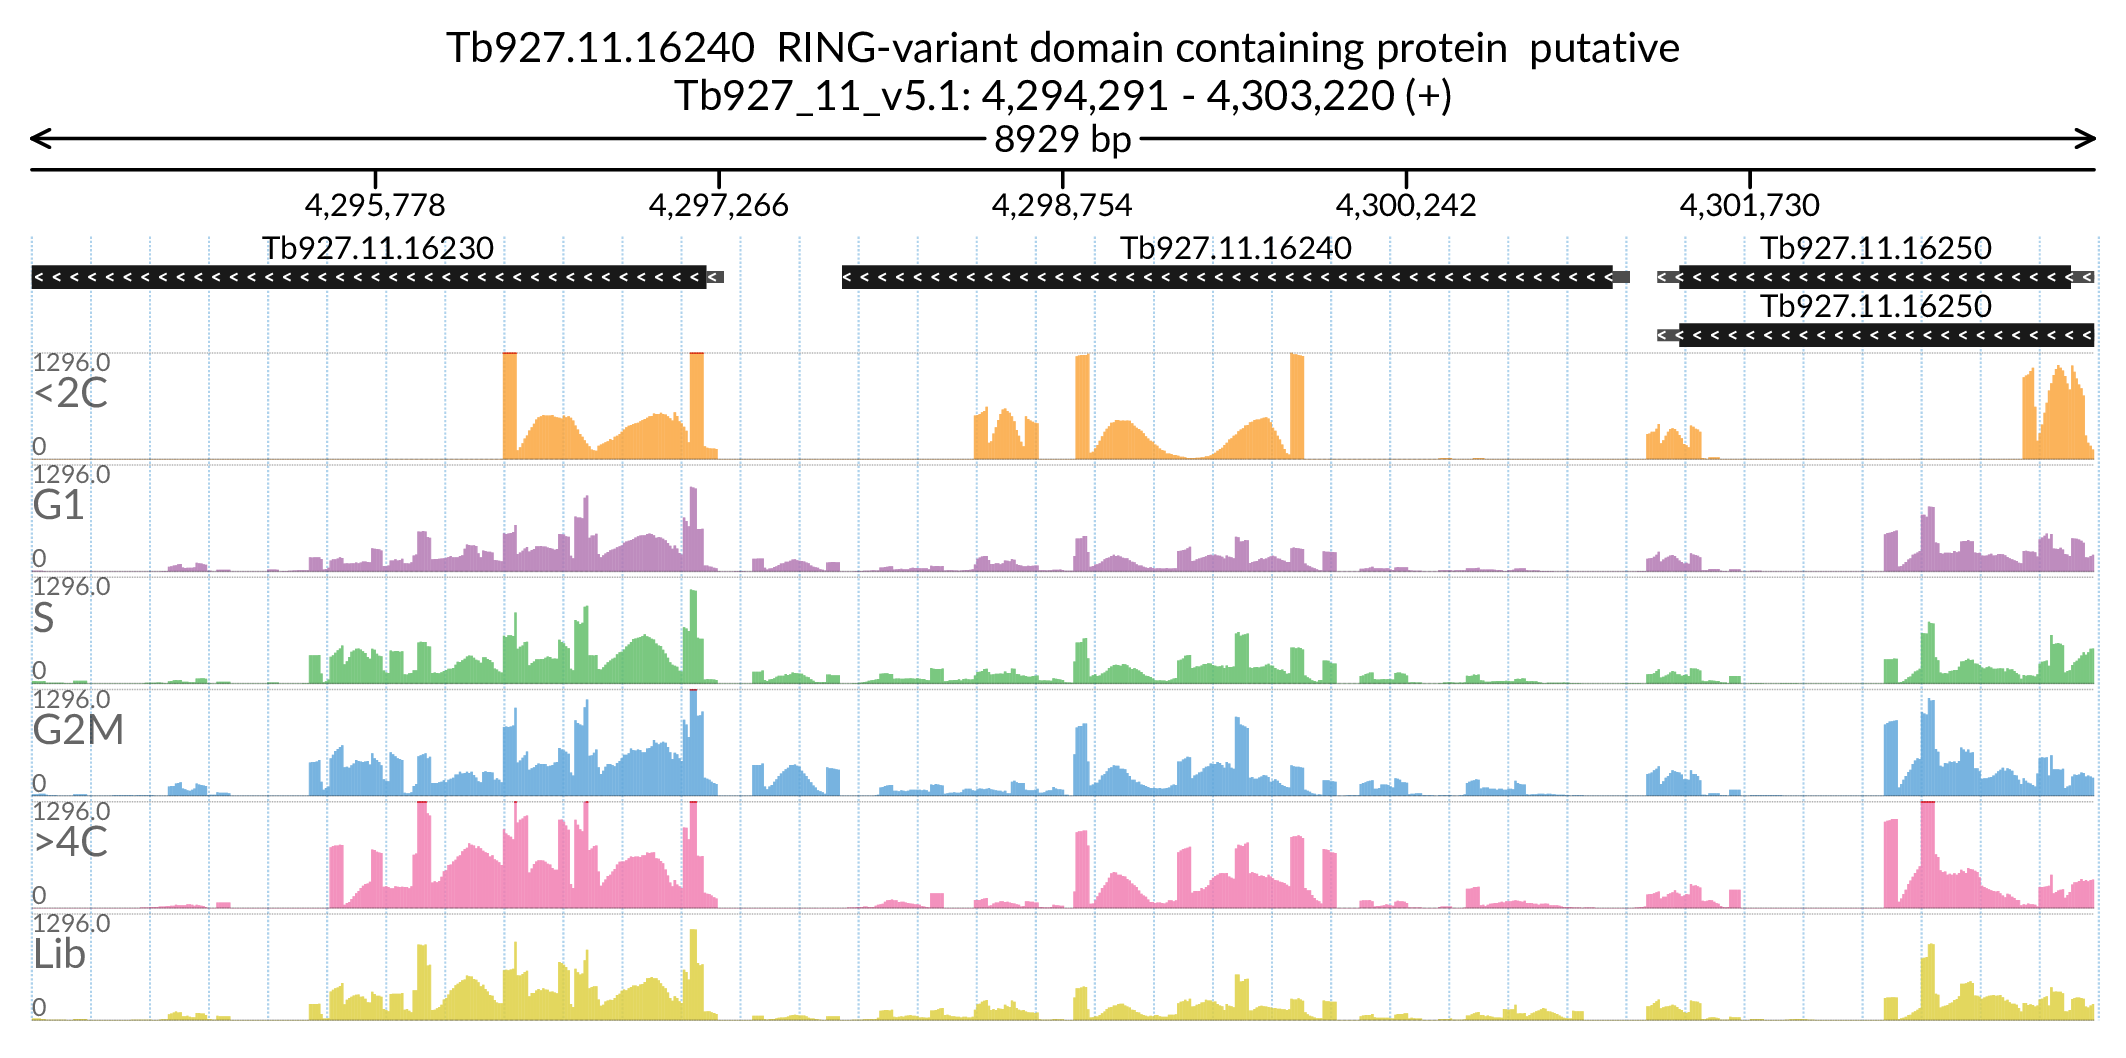 Tb927.11.16240  RING-variant domain containing protein  putative
Tb927_11_v5.1: 4,294,291 - 4,303,220 (+)
8929 bp
4,295,778 4,297,266 4,298,754 4,300,242 4,301,730
Tb927.11.16230 Tb927.11.16240 Tb927.11.16250
Tb927.11.16250
1296.0
<2C
0
1296.0
G1
0
1296.0
S
0
1296.0
G2M
0
1296.0
>4C
0
1296.0
Lib
0